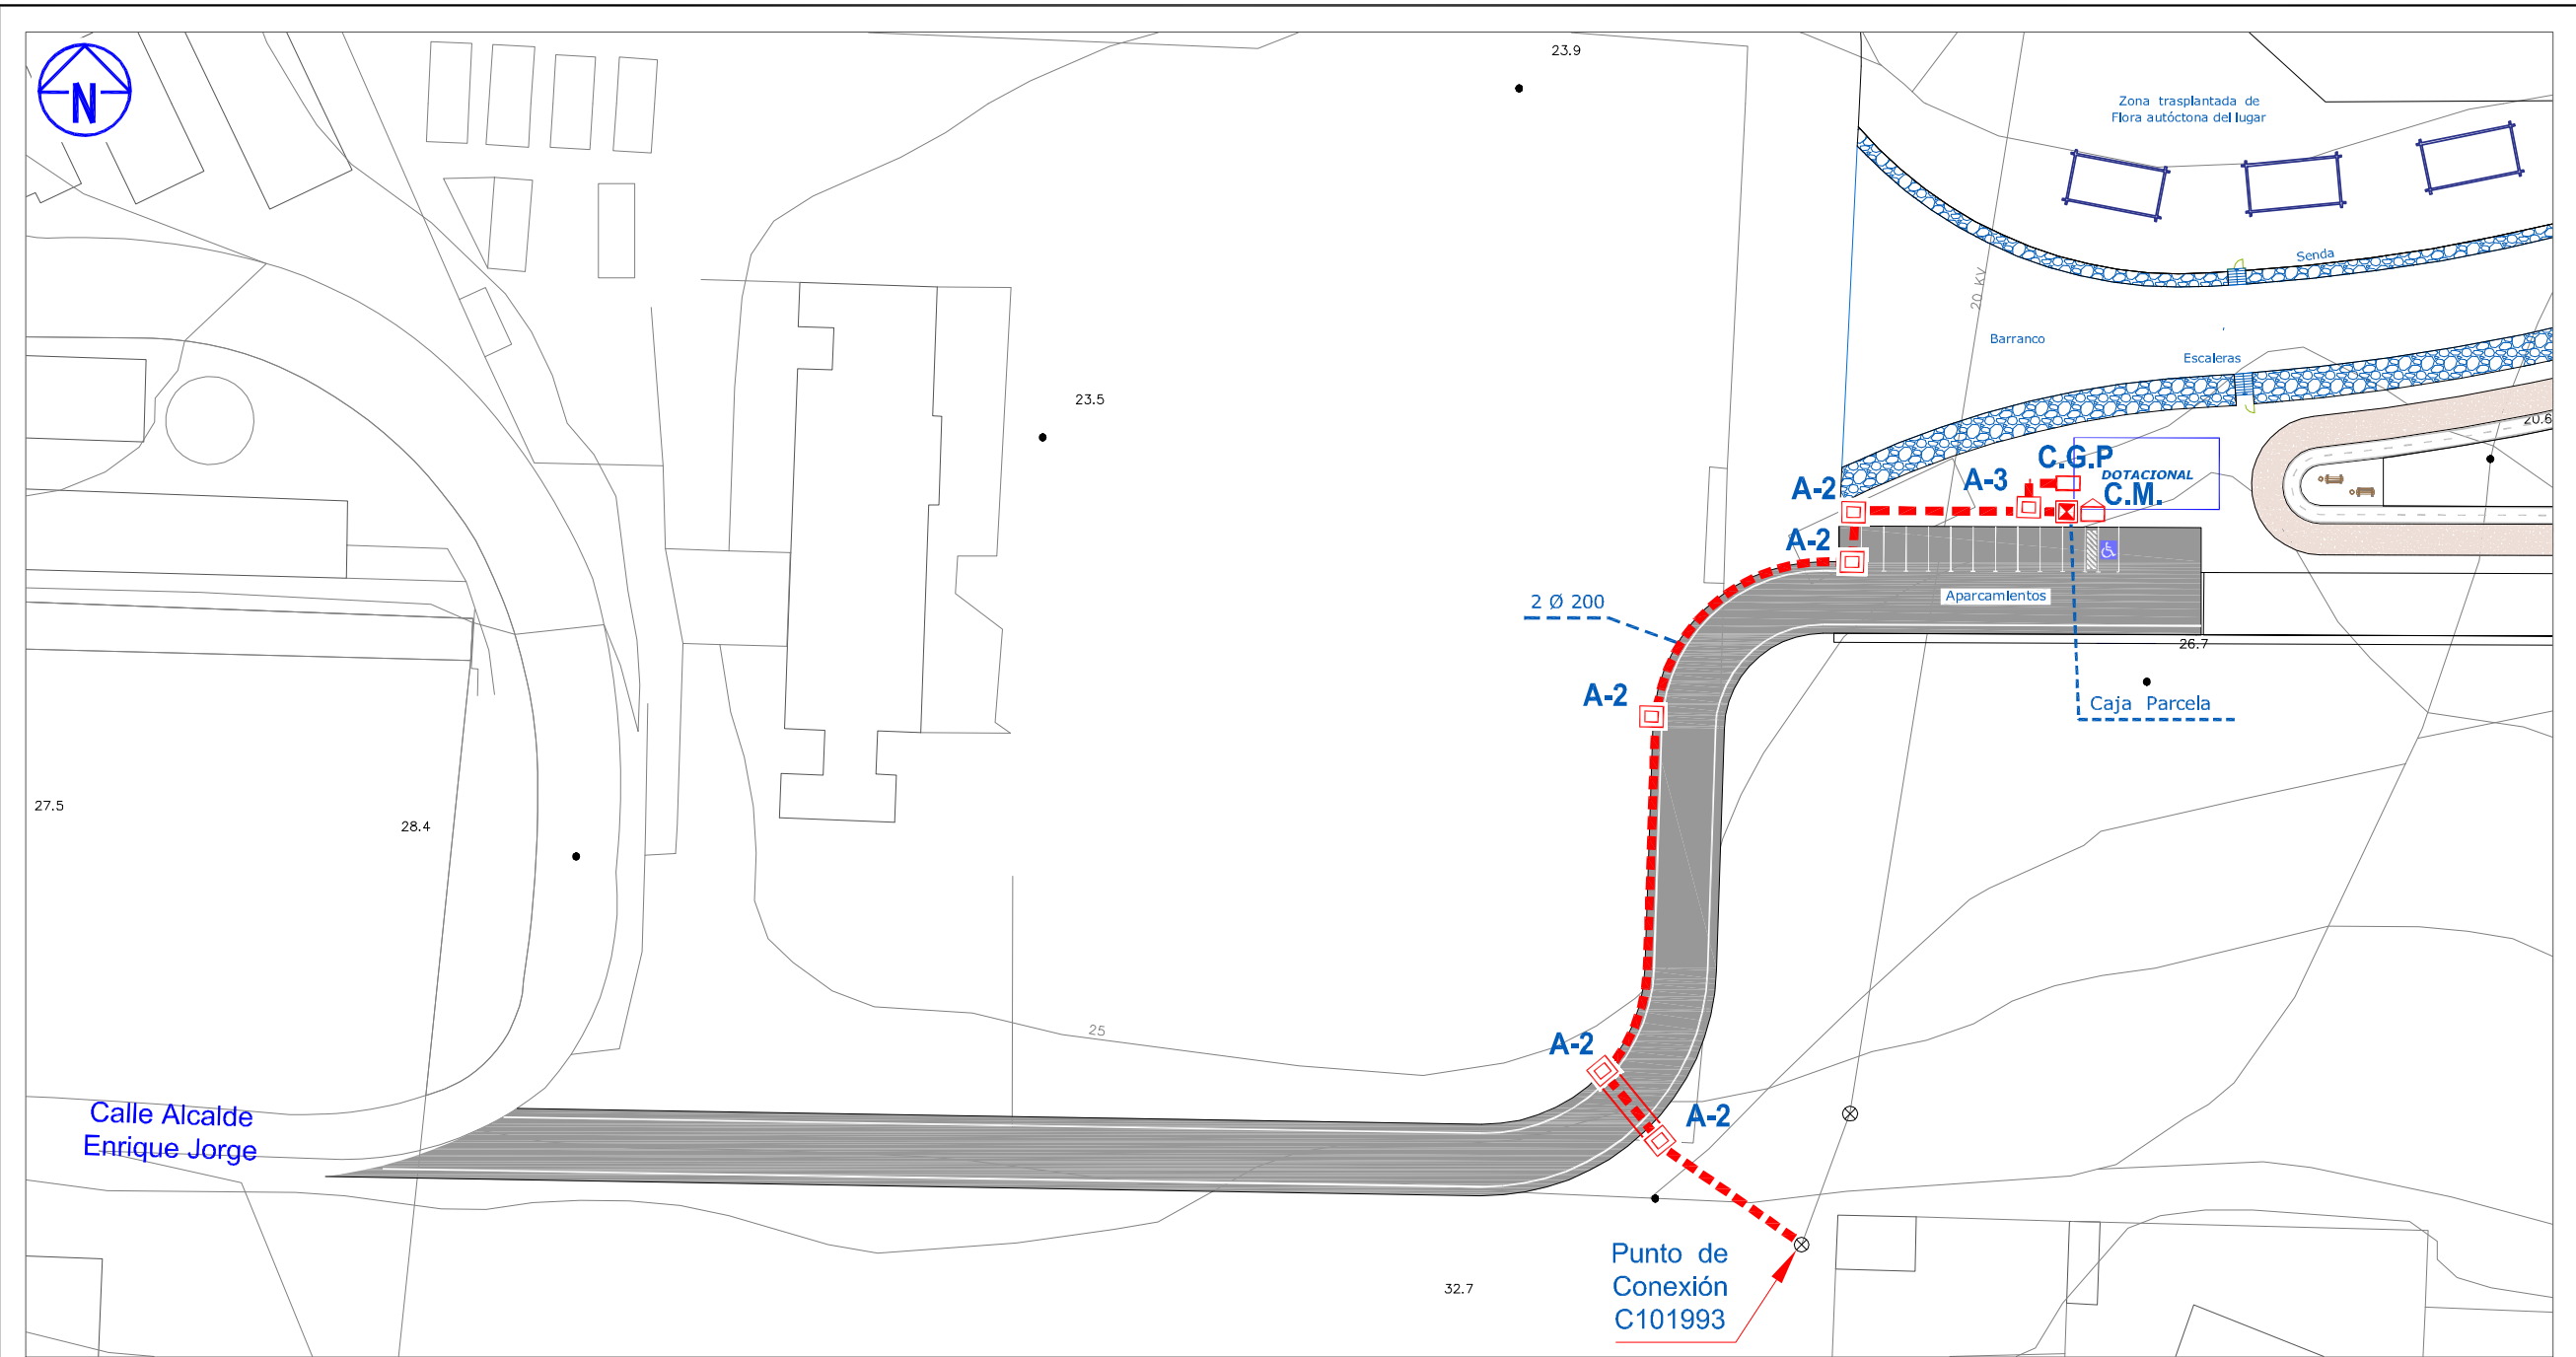 N
23.9
Zona trasplantada de
Flora autóctona del lugar
Senda
20 KV
Barranco
Escaleras
23.5
20.6
C.G.P
A-3
DOTACIONAL
A-2
C.M.
A-2
Aparcamientos
2 Ø 200
26.7
A-2
Caja Parcela
27.5
28.4
25
A-2
Calle Alcalde
Enrique Jorge
A-2
Punto de
Conexión
C101993
32.7